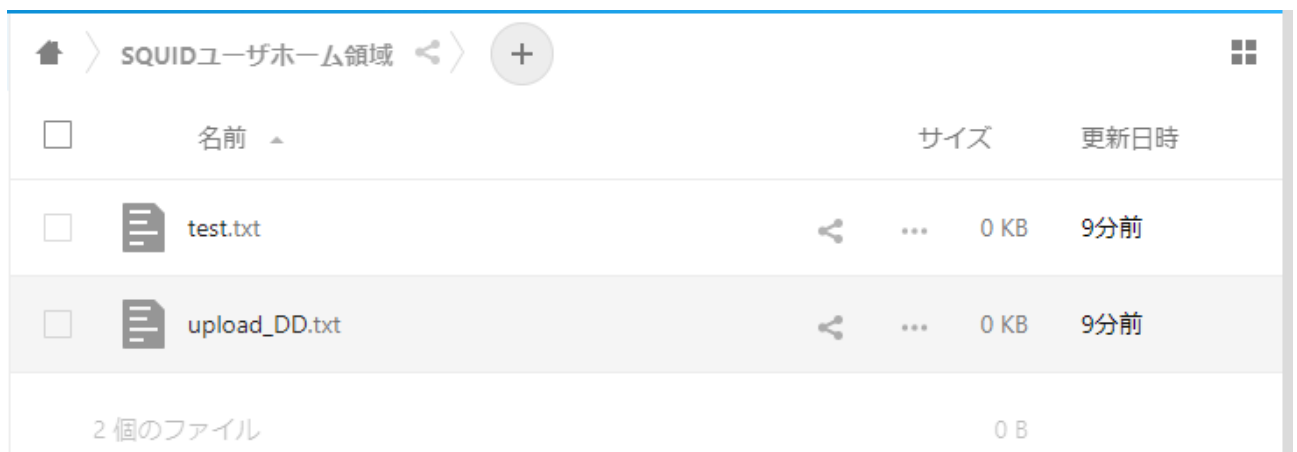 SQUIDユーザホーム領域
名前 サイズ 更新日時
test.txt 0 KB 9分前
upload_DD.txt 0 KB 9分前
2 個のファイル 0 B